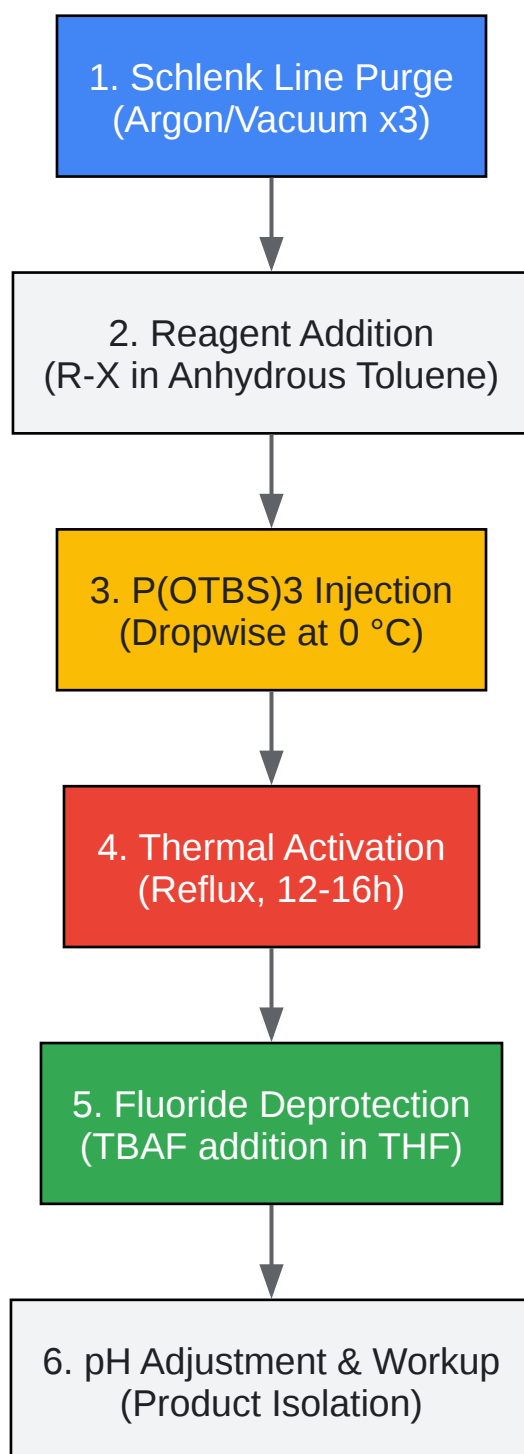 1. Schlenk Line Purge
(Argon/Vacuum x3)
2. Reagent Addition
(R-X in Anhydrous Toluene)
3. P(OTBS)3 Injection
(Dropwise at 0 °C)
4. Thermal Activation
(Reflux, 12-16h)
5. Fluoride Deprotection
(TBAF addition in THF)
6. pH Adjustment & Workup
(Product Isolation)